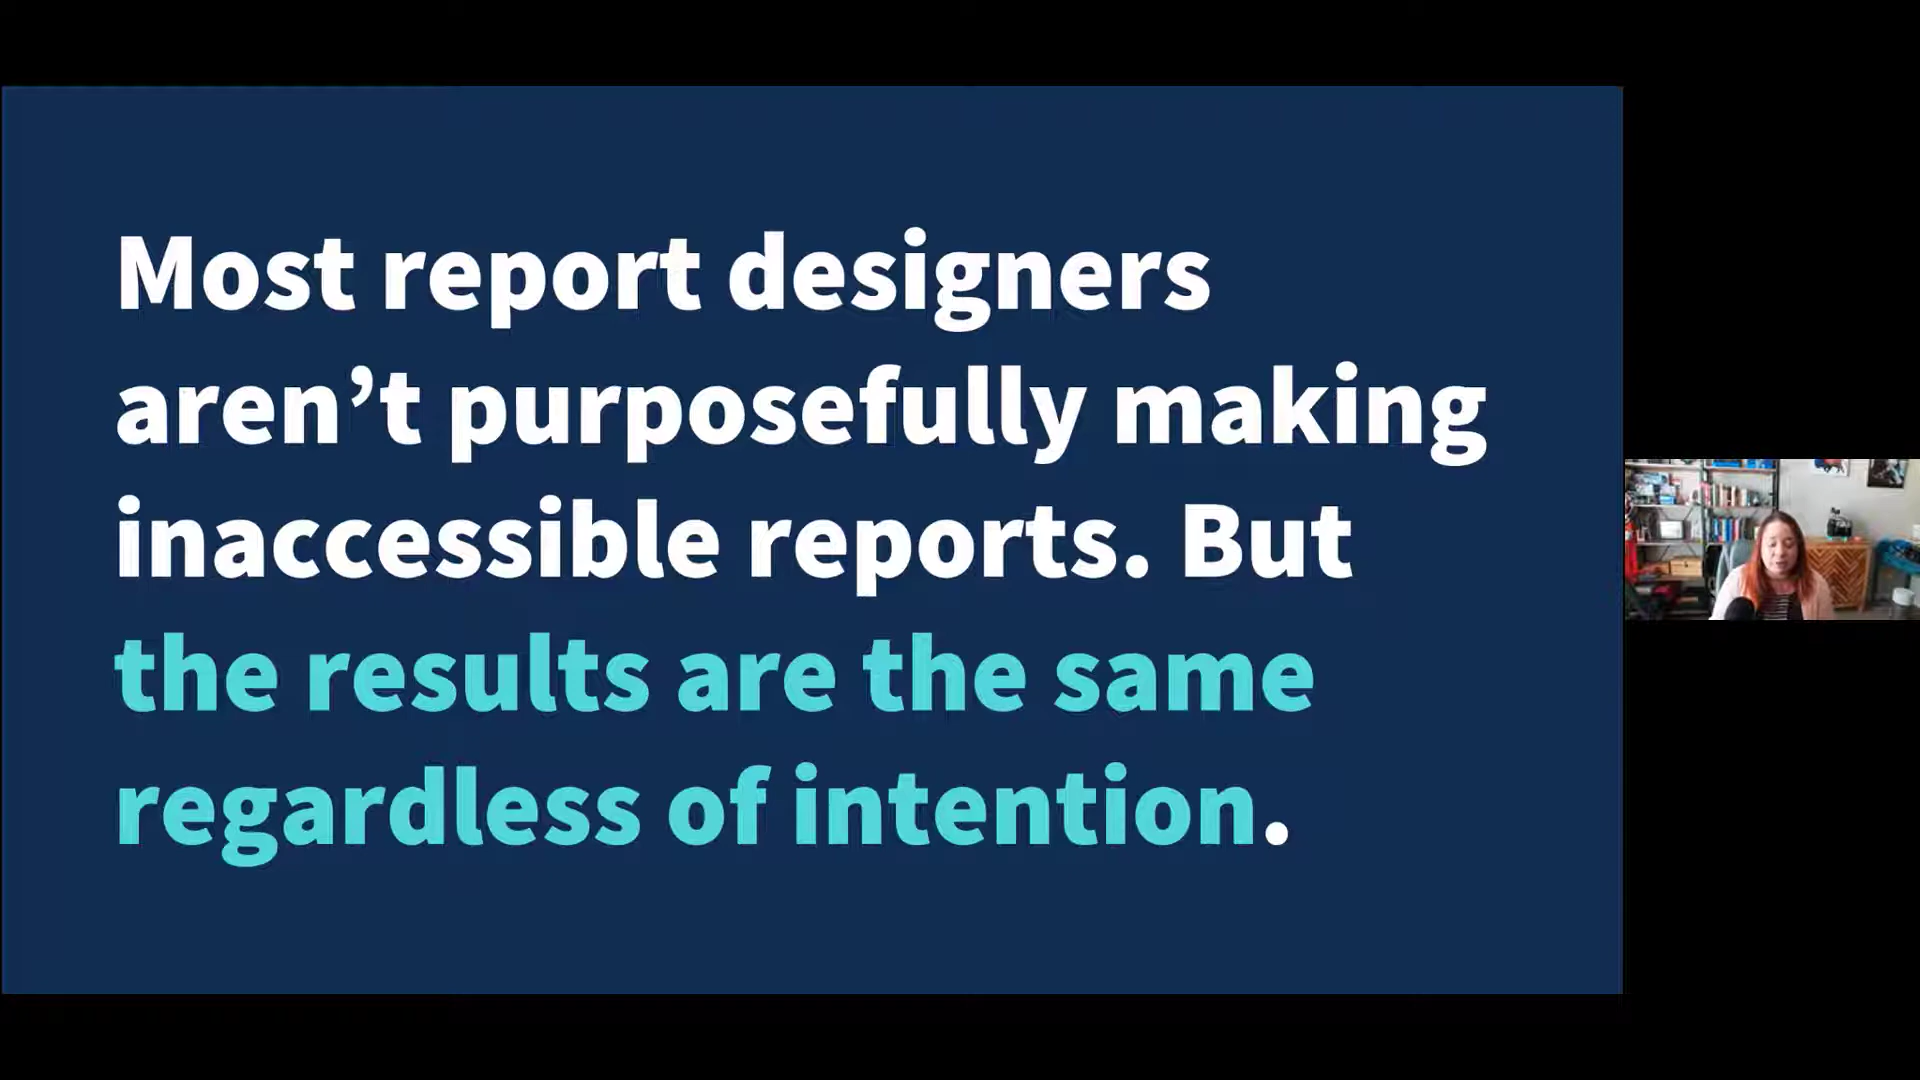 Most report designers
aren’t purposefully making
inaccessible reports. But
the results are the same
regardless of intention.